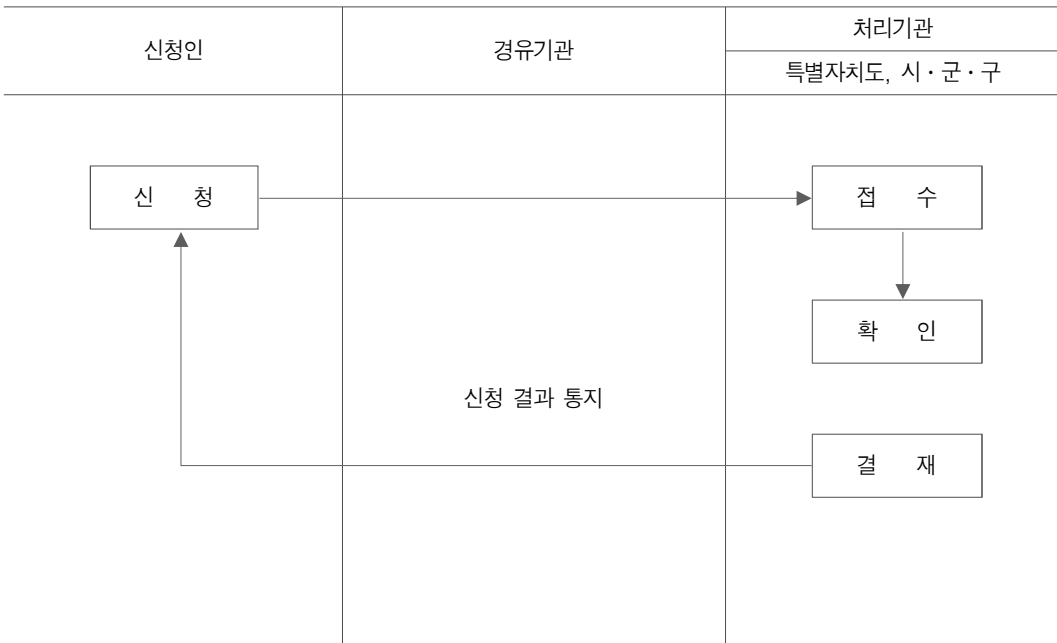 신청인
경유기관
처리기관
특별자치도, 시·군·구
신 청
접 수
확 인
신청 결과 통지
결 재